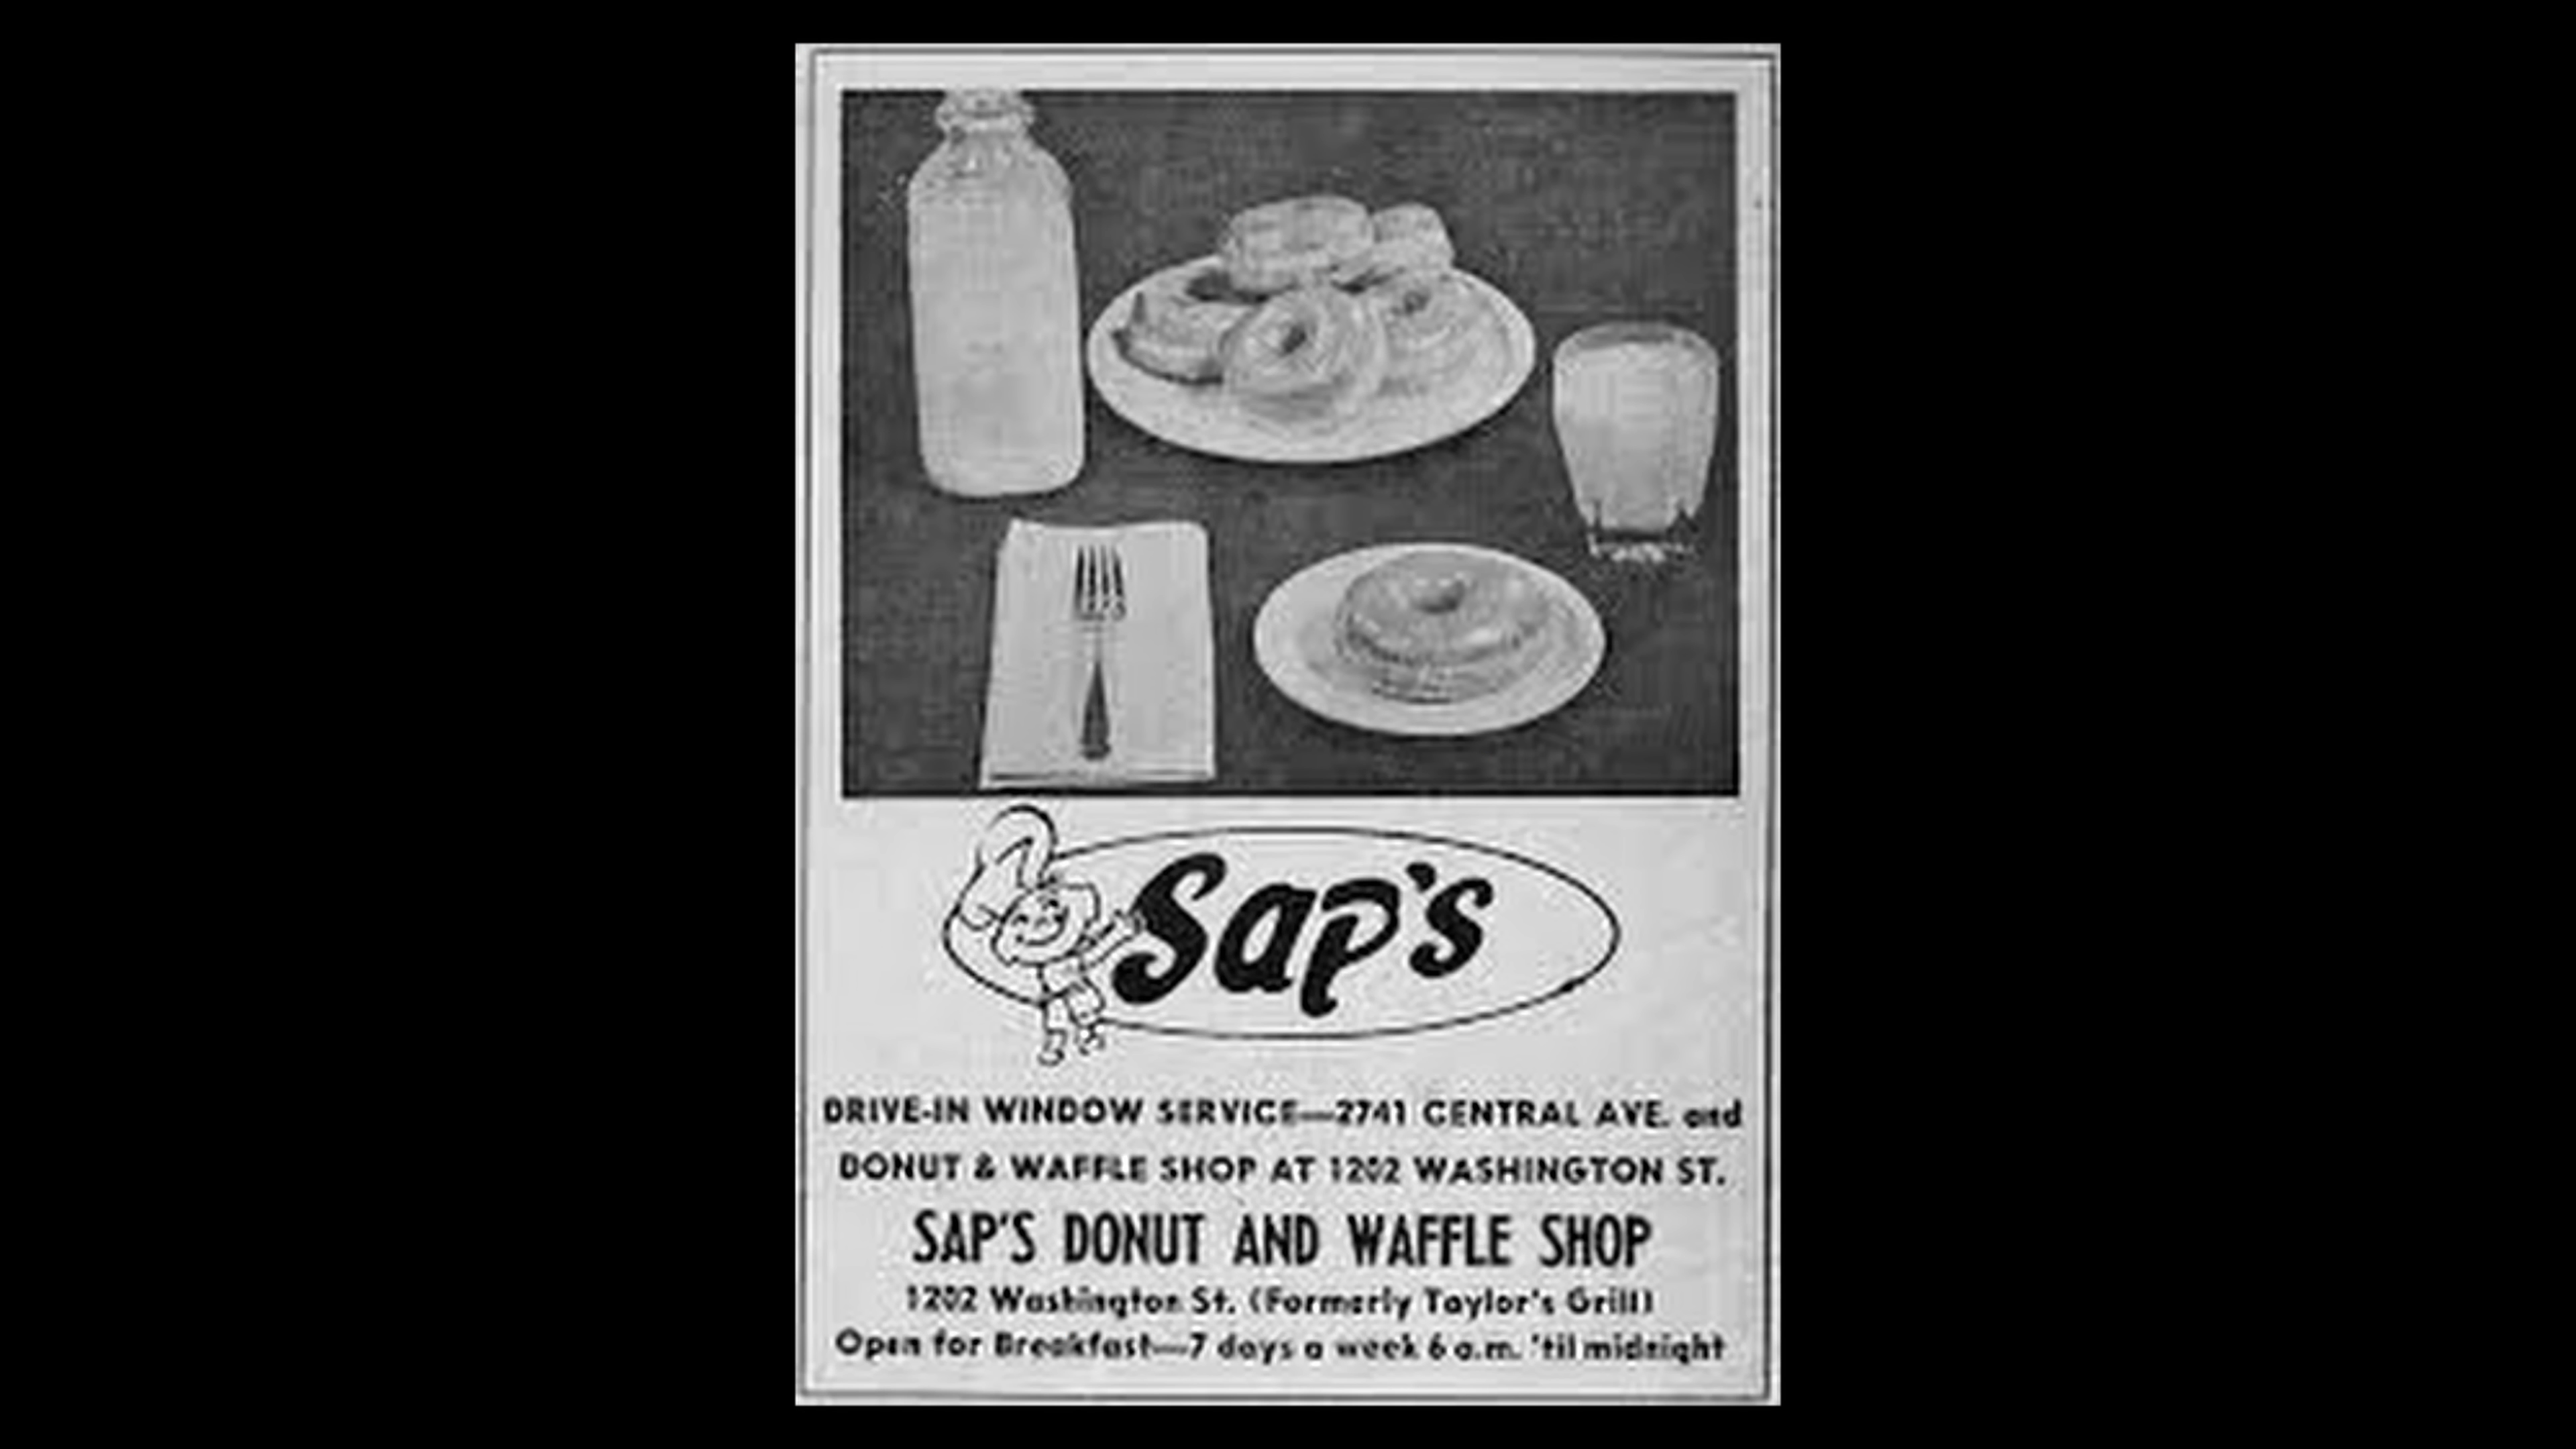 Sap's
DRIVE-IN WINDOW SERVICE—2741 CENTRAL AVE. and
DONUT & WAFFLE SHOP AT 1202 WASHINGTON ST.
SAP'S DONUT AND WAFFLE SHOP
1202 Washington St. (Formerly Taylor's Grill)
Open for Breakfast—7 days a week 6 a.m. 'til midnight